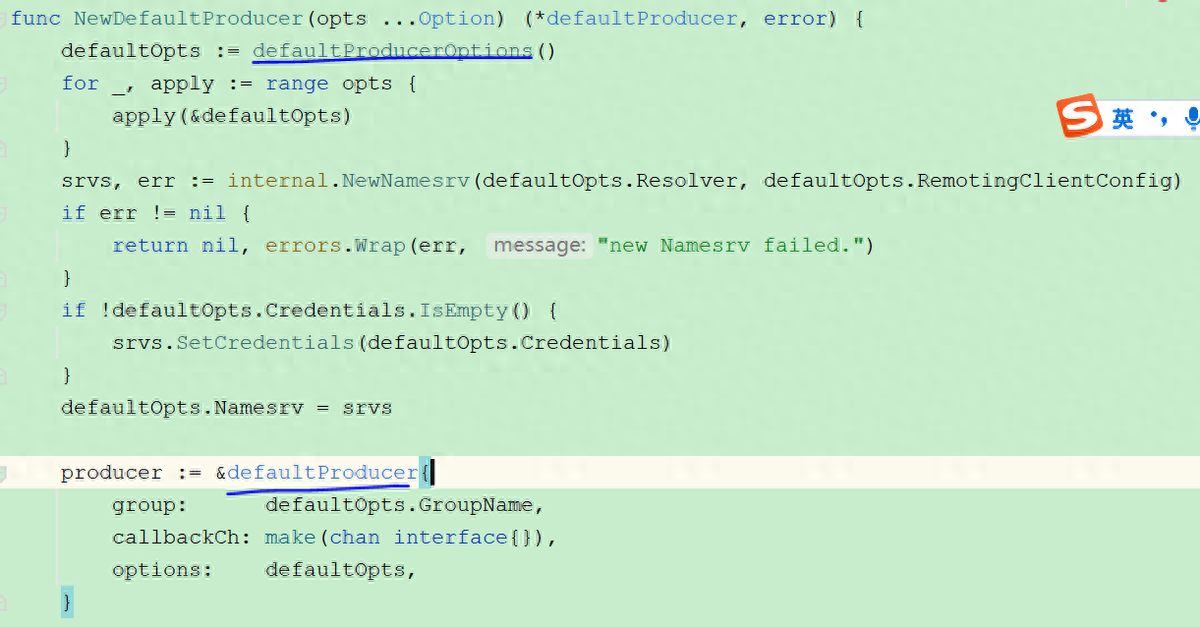 func NewDefaultProducer(opts ...Option) (*defaultProducer, error) {
    defaultOpts := defaultProducerOptions()
    for _, apply := range opts {
        apply(&defaultOpts)
    }
    srvs, err := internal.NewNamesrv(defaultOpts.Resolver, defaultOpts.RemotingClientConfig)
    if err != nil {
        return nil, errors.Wrap(err, message: "new Namesrv failed.")
    }
    if !defaultOpts.Credentials.IsEmpty() {
        srvs.SetCredentials(defaultOpts.Credentials)
    }
    defaultOpts.Namesrv = srvs
    producer := &defaultProducer{
        group:      defaultOpts.GroupName,
        callbackCh: make(chan interface{}),
        options:    defaultOpts,
    }
S 英